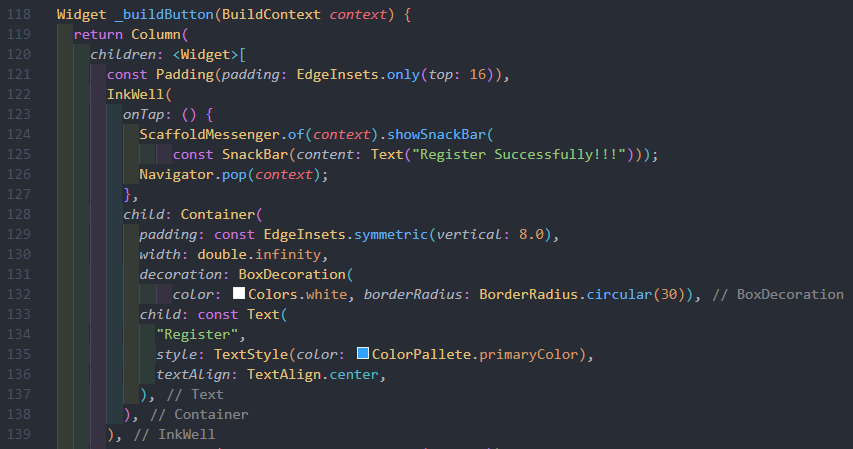 118 Widget _buildButton(BuildContext context) {
119 return Column(
120 children: <Widget>[
121 const Padding(padding: EdgeInsets.only(top: 16)),
122 InkWell(
123 onTap: () {
124 ScaffoldMessenger.of(context).showSnackBar(
125 const SnackBar(content: Text("Register Successfully!!!")));
126 Navigator.pop(context);
127 },
128 child: Container(
129 padding: const EdgeInsets.symmetric(vertical: 8.0),
130 width: double.infinity,
131 decoration: BoxDecoration(
132 color: Colors.white, borderRadius: BorderRadius.circular(30)), // BoxDecoration
133 child: const Text(
134 "Register",
135 style: TextStyle(color: ColorPallete.primaryColor),
136 textAlign: TextAlign.center,
137 ), // Text
138 ), // Container
139 ), // InkWell